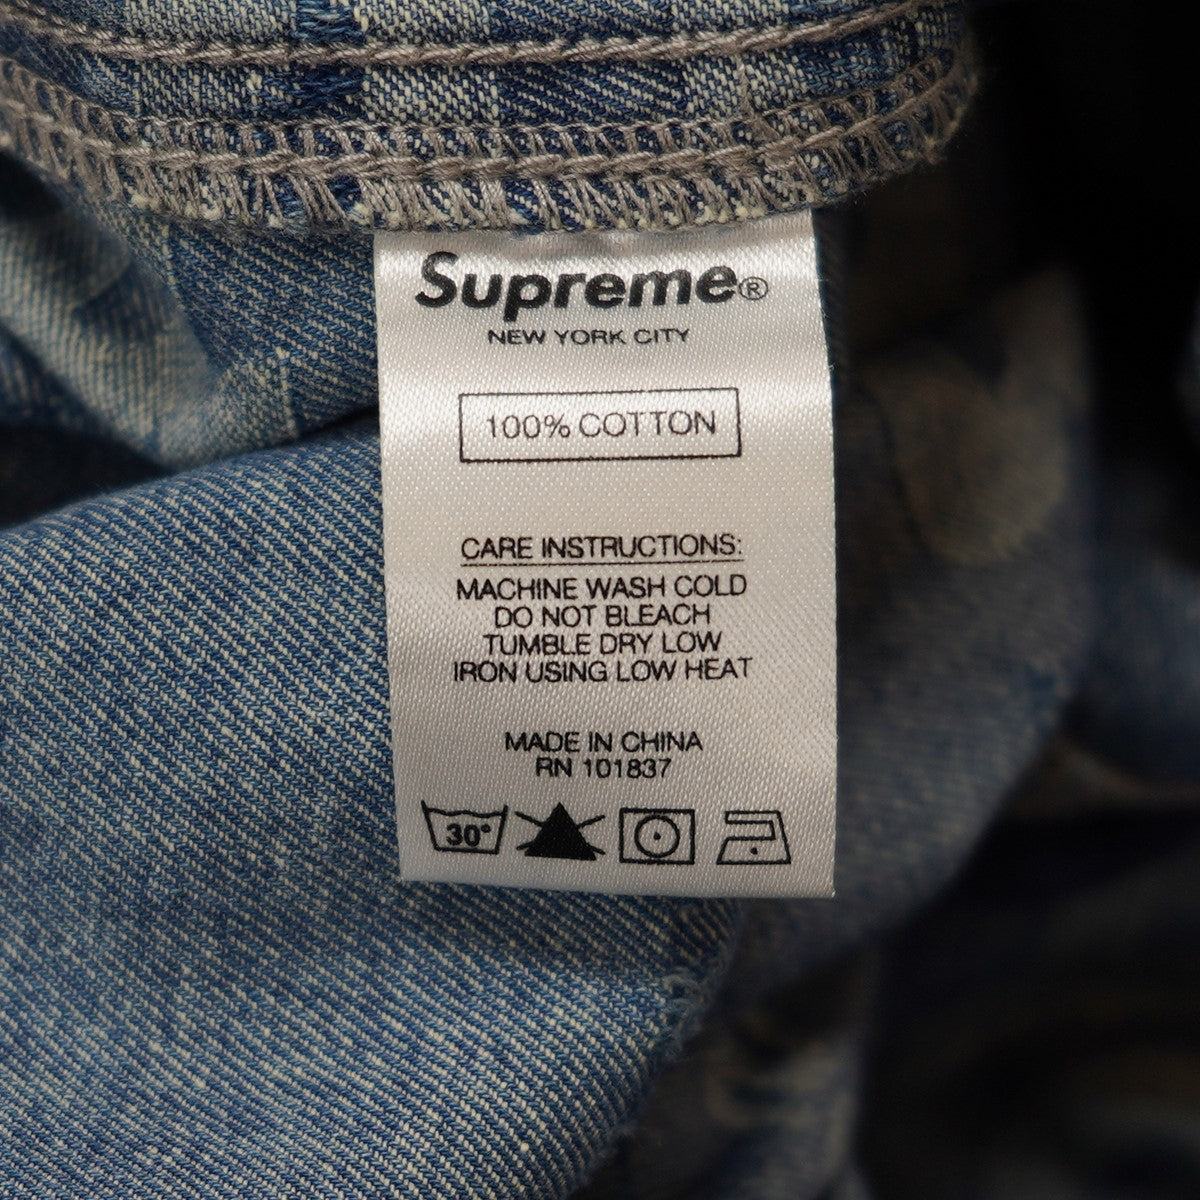 Supreme®
NEW YORK CITY
100% COTTON
CARE INSTRUCTIONS:
MACHINE WASH COLD
DO NOT BLEACH
TUMBLE DRY LOW
IRON USING LOW HEAT
MADE IN CHINA
RN 101837
30°